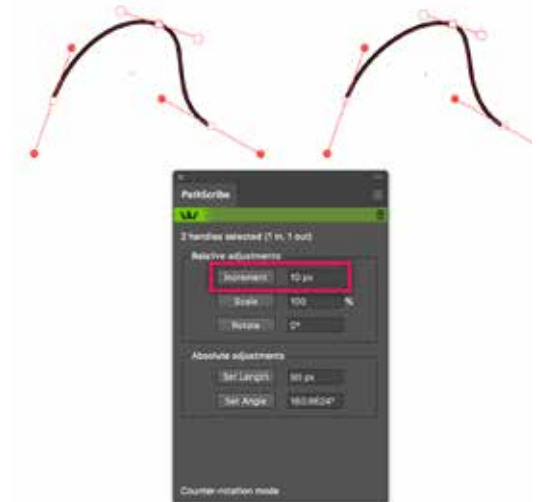 PathScribe
2 handles selected (1 in, 1 out)
Relative adjustments
Increment 10 px
Scale 100 %
Rotate 0°
Absolute adjustments
Set Length px
Set Angle
Counter-rotation mode